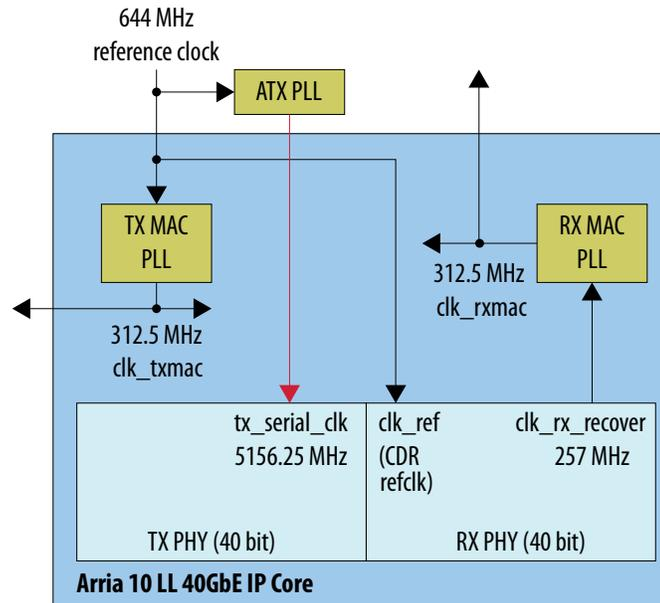 644 MHz
reference clock
ATX PLL
TX MAC
PLL
RX MAC
PLL
312.5 MHz
clk_rxmac
312.5 MHz
clk_txmac
tx_serial_clk
5156.25 MHz
clk_ref
(CDR
refclk)
clk_rx_recover
257 MHz
TX PHY (40 bit)
RX PHY (40 bit)
Arria 10 LL 40GbE IP Core